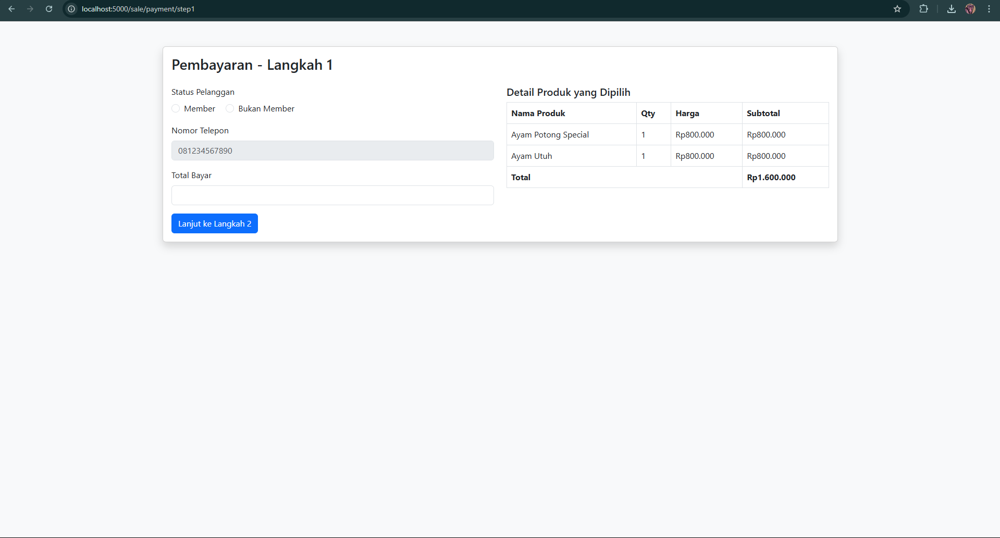 localhost:5000/sale/payment/step1
Pembayaran - Langkah 1
Status Pelanggan
Member Bukan Member
Nomor Telepon
081234567890
Total Bayar
Lanjut ke Langkah 2
Detail Produk yang Dipilih
Nama Produk Qty Harga Subtotal
Ayam Potong Special 1 Rp800.000 Rp800.000
Ayam Utuh 1 Rp800.000 Rp800.000
Total Rp1.600.000